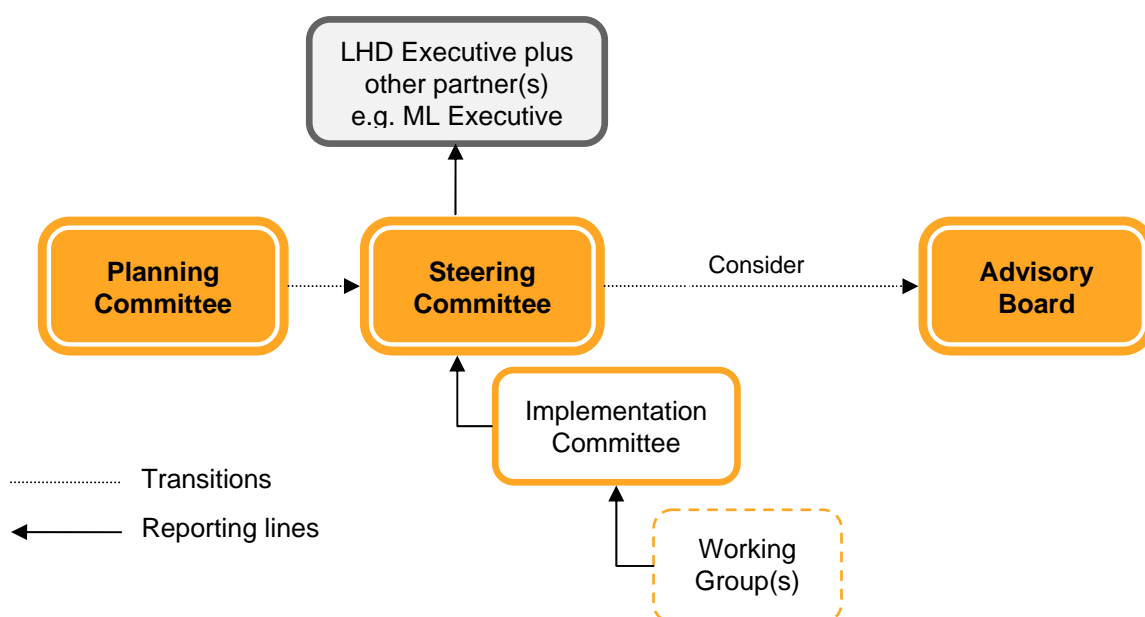 LHD Executive plus
other partner(s)
e.g. ML Executive
Planning
Committee
Steering
Committee
Consider
Advisory
Board
Implementation
Committee
Transitions
Reporting lines
Working
Group(s)